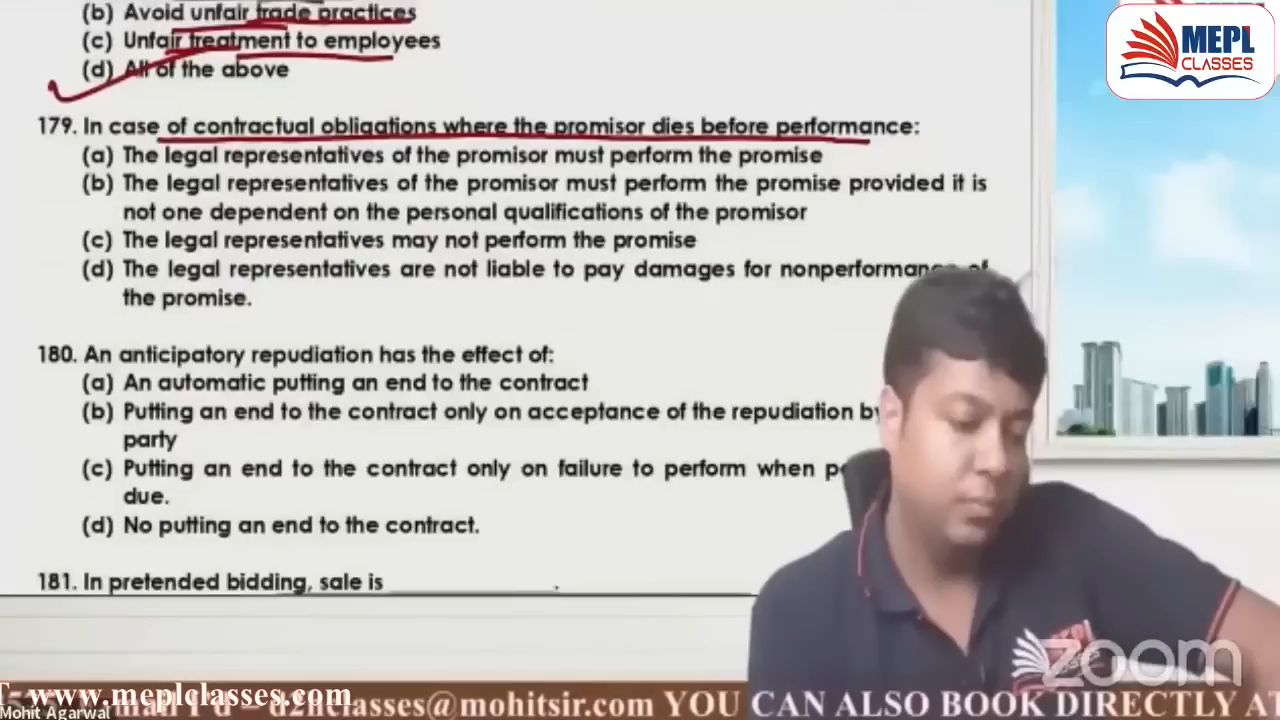 (b) Avoid unfair trade practices
(c) Unfair treatment to employees
(d) All of the above
MEPL
CLASSES
179. In case of contractual obligations where the promisor dies before performance:
(a) The legal representatives of the promisor must perform the promise
(b) The legal representatives of the promisor must perform the promise provided it is
not one dependent on the personal qualifications of the promisor
(c) The legal representatives may not perform the promise
(d) The legal representatives are not liable to pay damages for nonperformance of
the promise.
180. An anticipatory repudiation has the effect of:
(a) An automatic putting an end to the contract
(b) Putting an end to the contract only on acceptance of the repudiation by
party
(c) Putting an end to the contract only on failure to perform when
due.
(d) No putting an end to the contract.
181. In pretended bidding, sale is ________________.
zoom
www.meplclasses.com
d2hclasses@mohitsir.com YOU CAN ALSO BOOK DIRECTLY AT
Mohit Agarwal